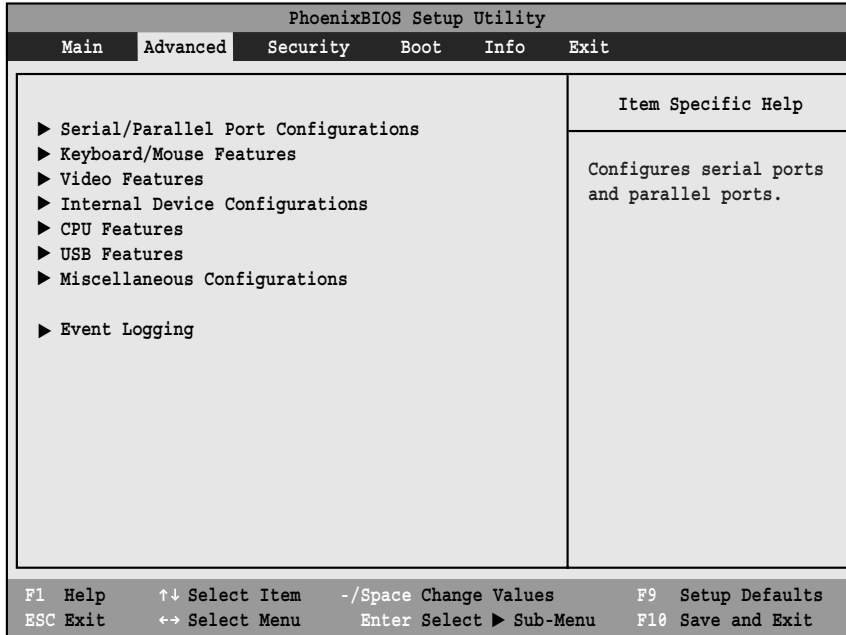 PhoenixBIOS Setup Utility
Main Advanced Security Boot Info Exit
▶ Serial/Parallel Port Configurations
▶ Keyboard/Mouse Features
▶ Video Features
▶ Internal Device Configurations
▶ CPU Features
▶ USB Features
▶ Miscellaneous Configurations
▶ Event Logging
Item Specific Help
Configures serial ports
and parallel ports.
F1 Help ↑↓ Select Item -/Space Change Values F9 Setup Defaults
ESC Exit ←→ Select Menu Enter Select ▶ Sub-Menu F10 Save and Exit